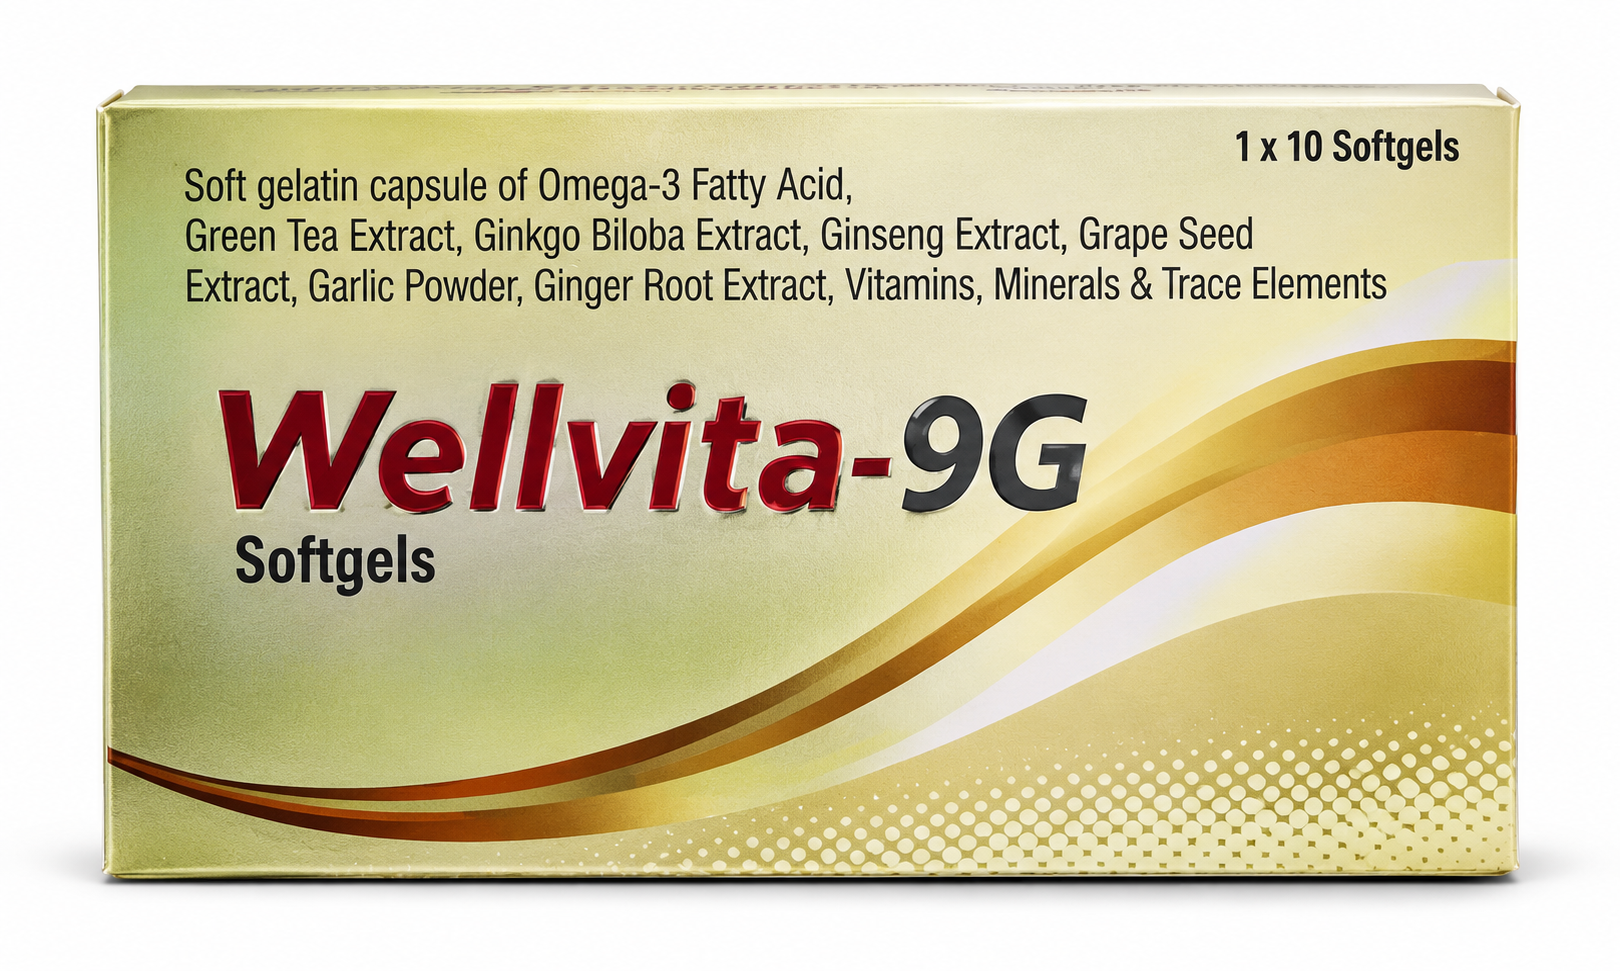 1 x 10 Softgels
Soft gelatin capsule of Omega-3 Fatty Acid,
Green Tea Extract, Ginkgo Biloba Extract, Ginseng Extract, Grape Seed
Extract, Garlic Powder, Ginger Root Extract, Vitamins, Minerals & Trace Elements
Wellvita-9G
Softgels